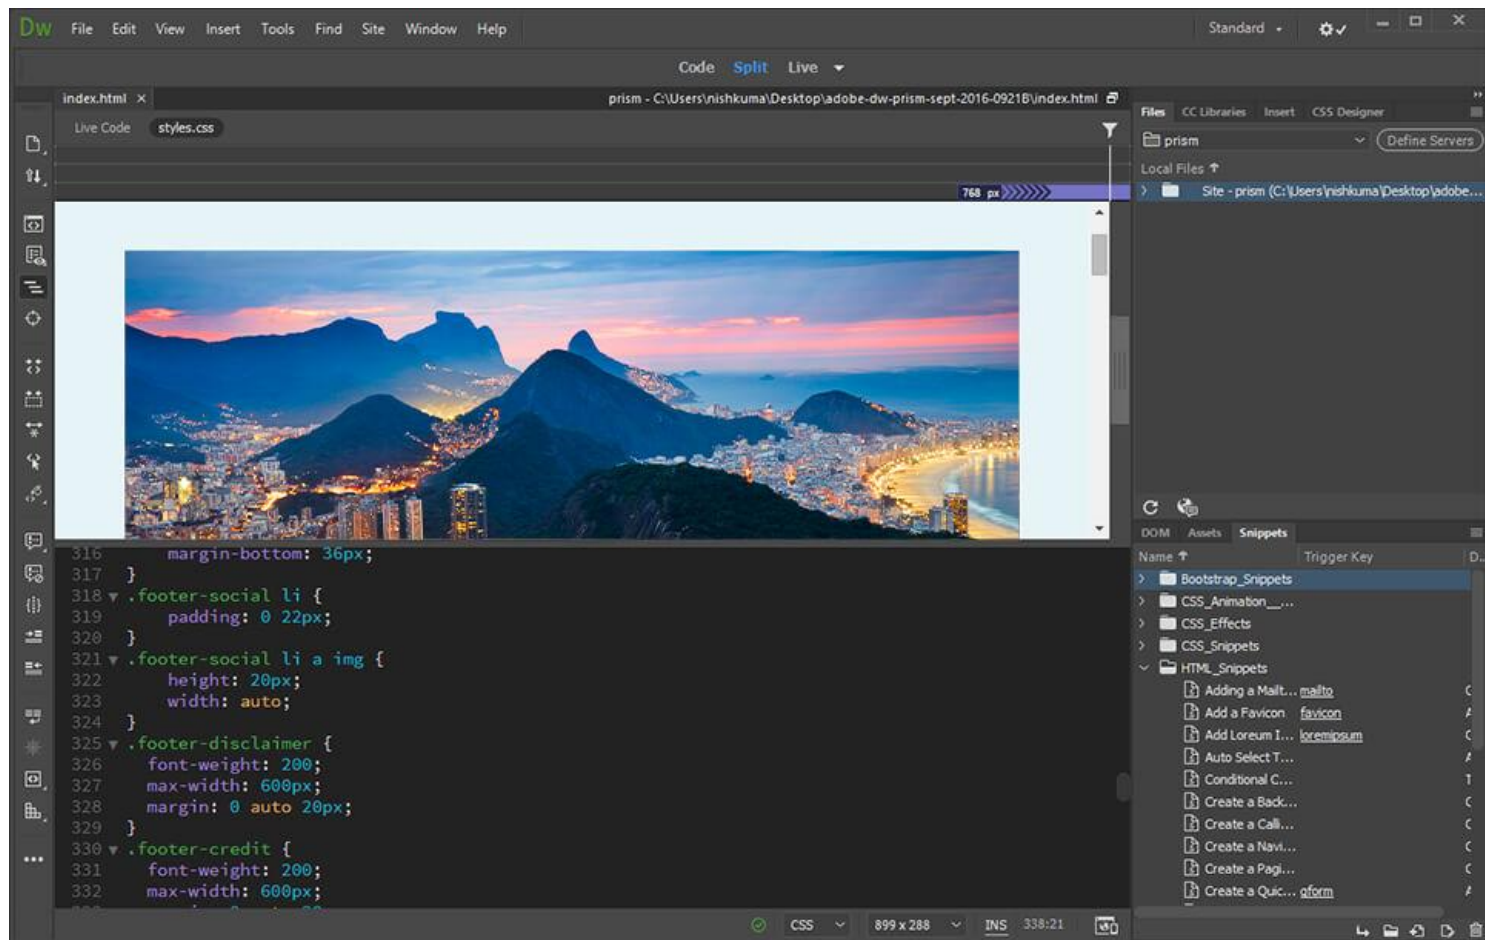 Dw File Edit View Insert Tools Find Site Window Help Standard
Code Split Live
index.html × prism - C:\Users\nishkuma\Desktop\adobe-dw-prism-sept-2016-0921B\index.html
Live Code styles.css
768 px
316 margin-bottom: 36px;
317 }
318 .footer-social li {
319 padding: 0 22px;
320 }
321 .footer-social li a img {
322 height: 20px;
323 width: auto;
324 }
325 .footer-disclaimer {
326 font-weight: 200;
327 max-width: 600px;
328 margin: 0 auto 20px;
329 }
330 .footer-credit {
331 font-weight: 200;
332 max-width: 600px;
CSS 899 x 288 INS 338:21
Files CC Libraries Insert CSS Designer
prism Define Servers
Local Files
Site - prism (C:\Users\nishkuma\Desktop\adobe...
DOM Assets Snippets
Name Trigger Key D..
Bootstrap_Snippets
CSS_Animation__...
CSS_Effects
CSS_Snippets
HTML_Snippets
Adding a Mailt... mailto
Add a Favicon favicon
Add Loreum I... loremipsum
Auto Select T...
Conditional C...
Create a Back...
Create a Calli...
Create a Navi...
Create a Pagi...
Create a Quic... qform